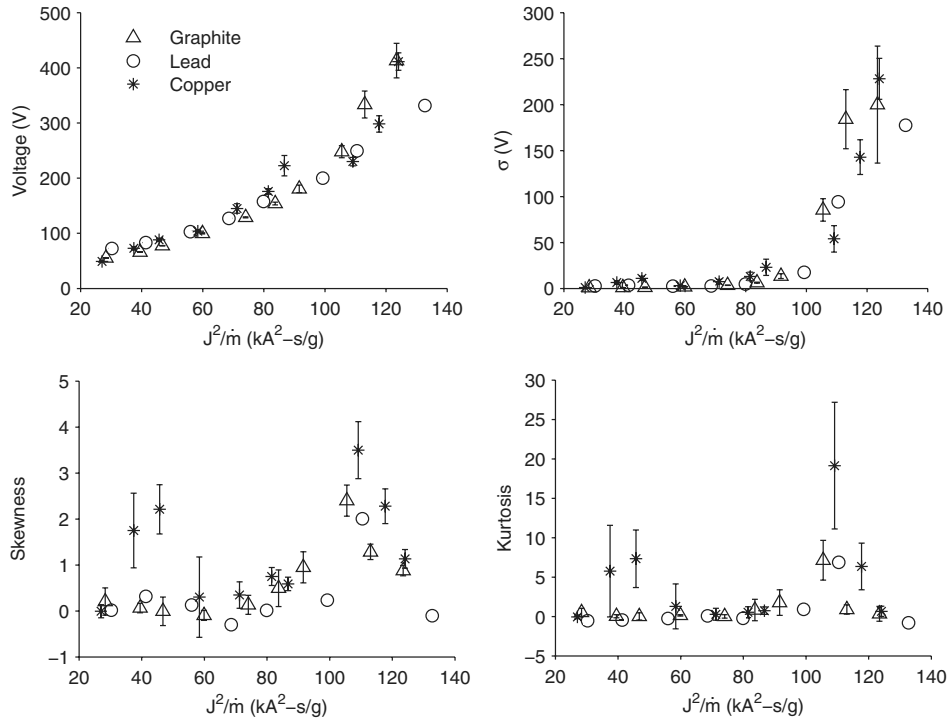 500
400
300
200
100
0
Voltage (V)
Graphite
Lead
Copper
20 40 60 80 100 120 140
J²/ṁ (kA²–s/g)
300
250
200
150
100
50
0
σ (V)
20 40 60 80 100 120 140
J²/ṁ (kA²–s/g)
5
4
3
2
1
0
−1
Skewness
20 40 60 80 100 120 140
J²/ṁ (kA²–s/g)
30
25
20
15
10
5
0
−5
Kurtosis
20 40 60 80 100 120 140
J²/ṁ (kA²–s/g)